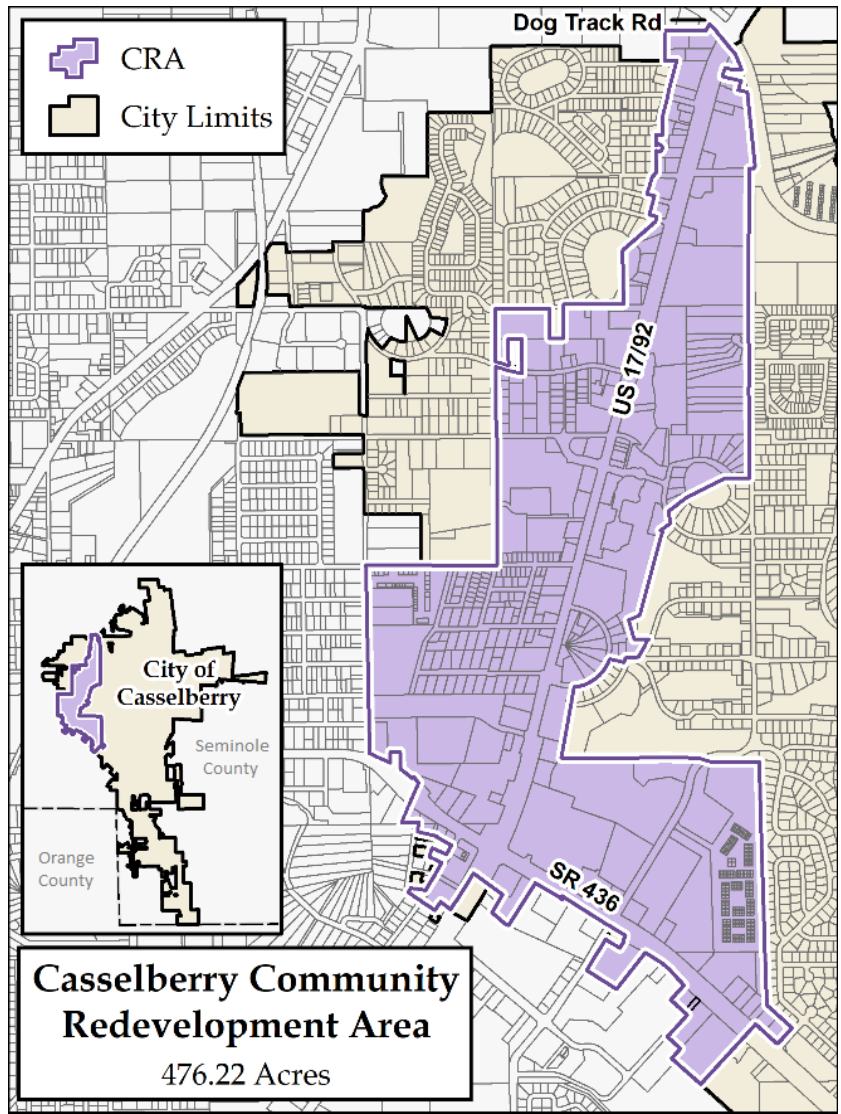 Dog Track Rd
CRA
City Limits
US 17/92
City of
Casselberry
Seminole
County
Orange
County
SR 436
Casselberry Community
Redevelopment Area
476.22 Acres